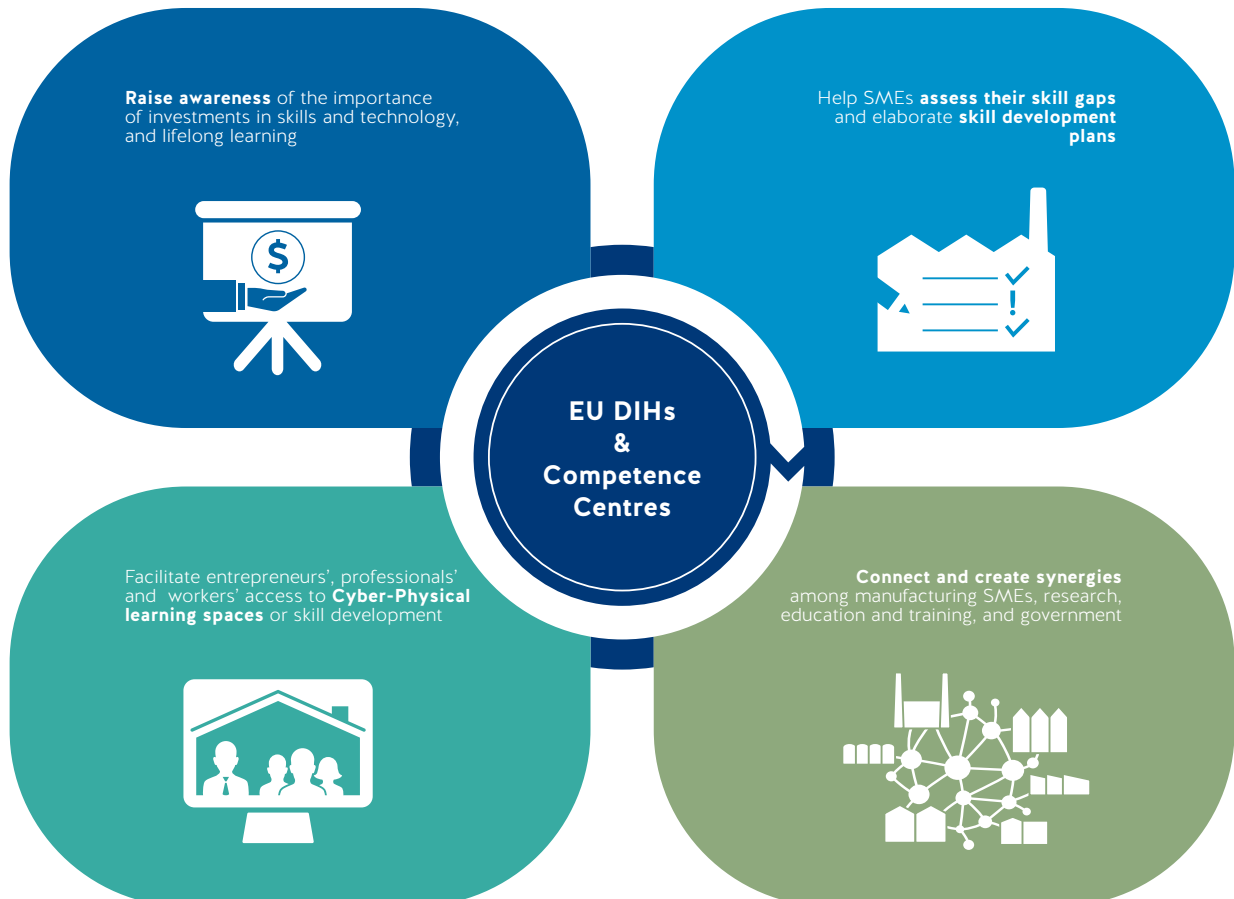 Raise awareness of the importance
of investments in skills and technology,
and lifelong learning
$
Help SMEs assess their skill gaps
and elaborate skill development
plans
!
EU DIHs
&
Competence
Centres
Facilitate entrepreneurs’, professionals’
and workers’ access to Cyber-Physical
learning spaces or skill development
Connect and create synergies
among manufacturing SMEs, research,
education and training, and government